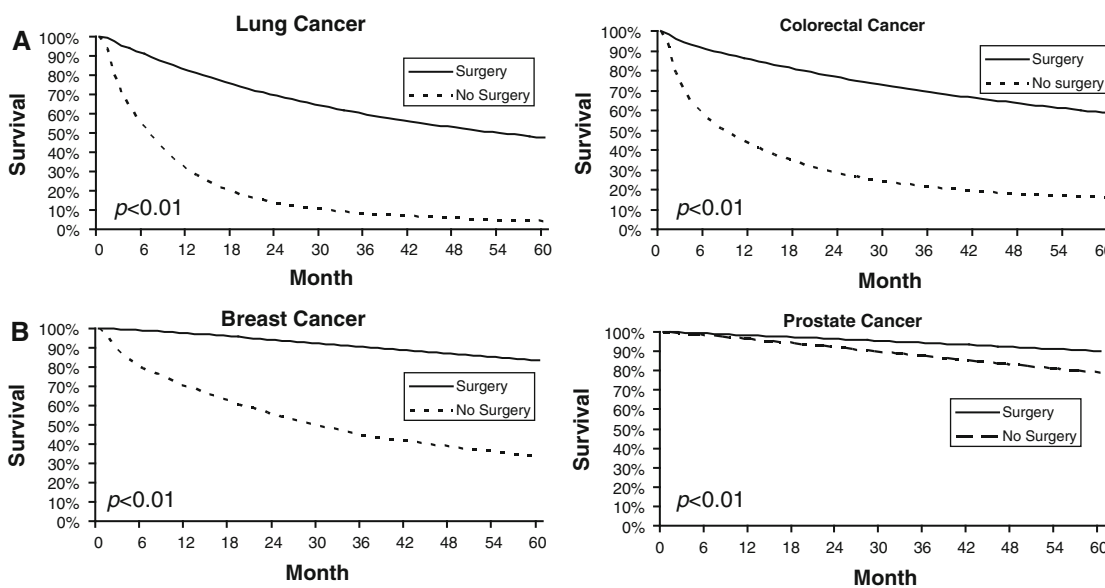 A
Lung Cancer
100%
90%
80%
70%
60%
50%
40%
30%
20%
10%
0%
Survival
Surgery
No Surgery
p<0.01
0 6 12 18 24 30 36 42 48 54 60
Month
Colorectal Cancer
100%
90%
80%
70%
60%
50%
40%
30%
20%
10%
0%
Survival
Surgery
No surgery
p<0.01
0 6 12 18 24 30 36 42 48 54 60
Month
B
Breast Cancer
100%
90%
80%
70%
60%
50%
40%
30%
20%
10%
0%
Survival
Surgery
No Surgery
p<0.01
0 6 12 18 24 30 36 42 48 54 60
Month
Prostate Cancer
100%
90%
80%
70%
60%
50%
40%
30%
20%
10%
0%
Survival
Surgery
No Surgery
p<0.01
0 6 12 18 24 30 36 42 48 54 60
Month